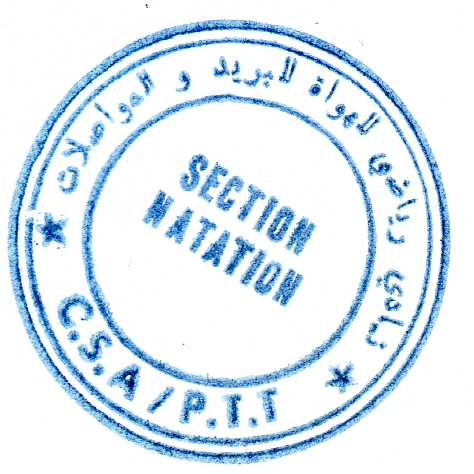 نادي رياضي للهواة للبريد و المواصلات
SECTION
NATATION
C.S.A/P.T.T